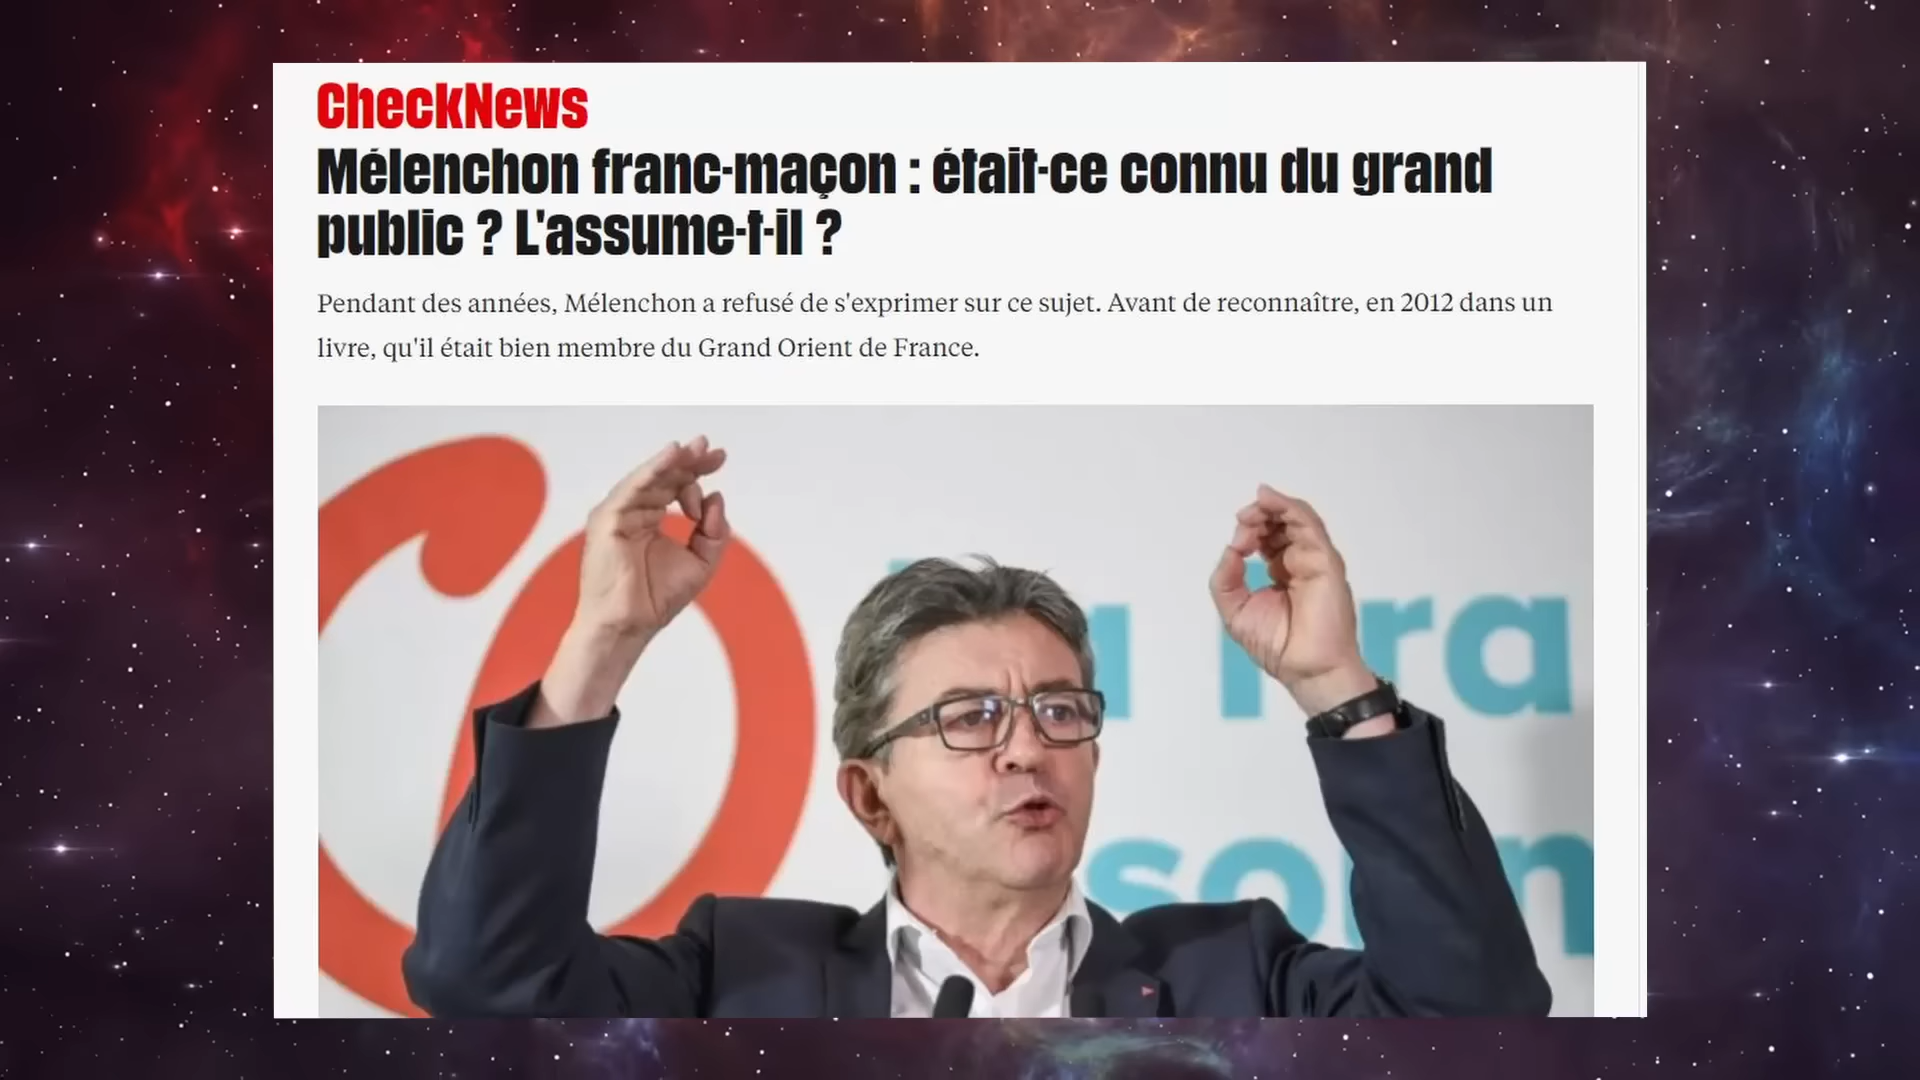 CheckNews
Mélenchon franc-maçon : était-ce connu du grand
public ? L'assume-t-il ?
Pendant des années, Mélenchon a refusé de s'exprimer sur ce sujet. Avant de reconnaître, en 2012 dans un
livre, qu'il était bien membre du Grand Orient de France.